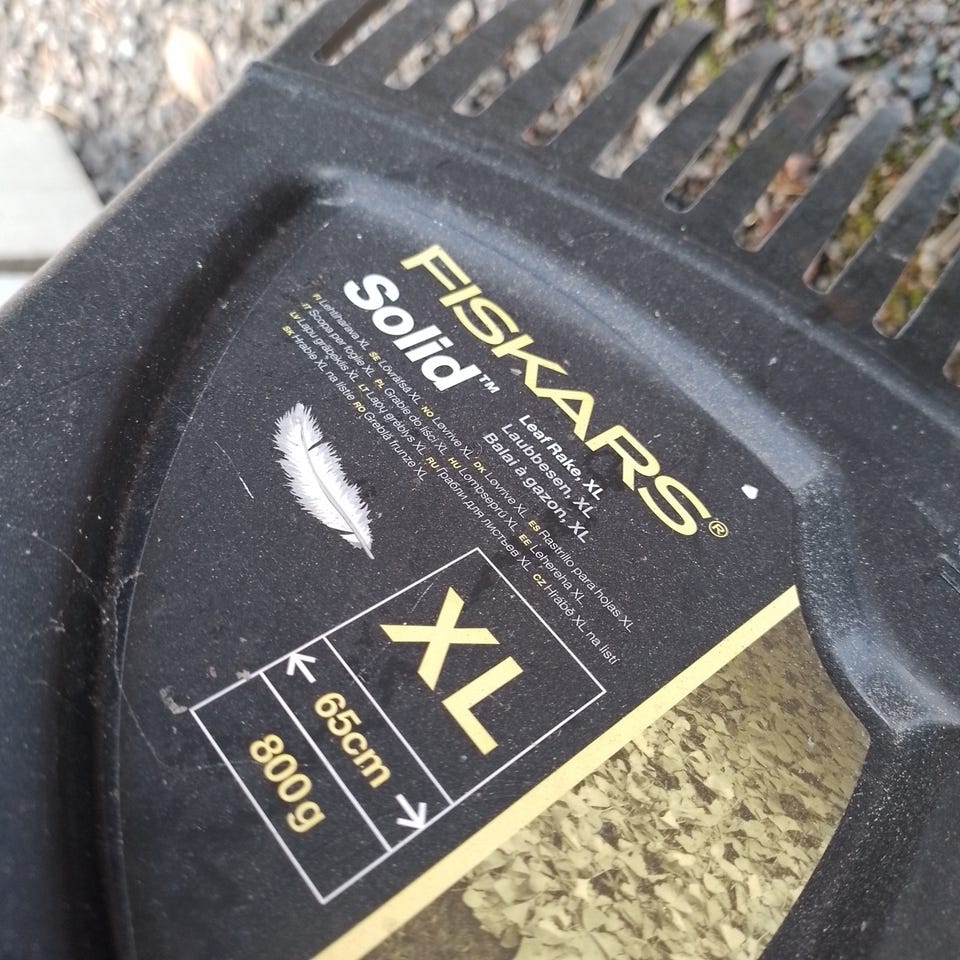 FISKARS®
Solid™
Leaf Rake, XL
Laubbesen, XL
Balai à gazon, XL
FI Lehtiharava XL SE Lövräfsa XL NO Løvrive XL DK Løvrive XL ES Rastrillo para hojas XL
IT Scopa per foglie XL PL Grabie do liści XL HU Lombseprű XL EE Lehereha XL CZ Hrábě XL na listí
LV Lapu grābeklis XL LT Lapų grėblys XL RU Грабли для листьев XL
SK Hrable XL na lístie RO Greblă frunze XL
XL
65cm
800g